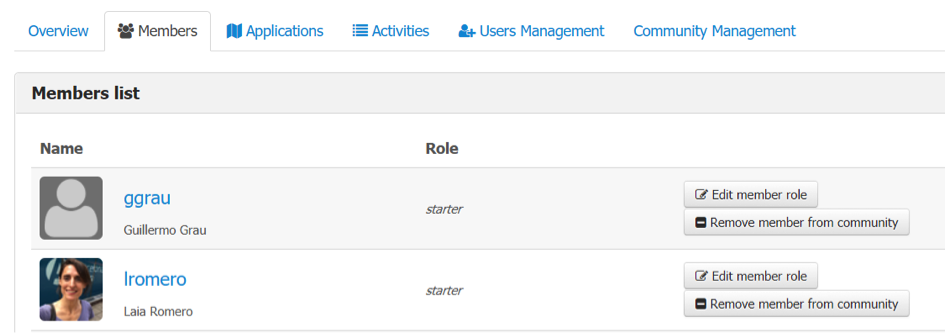 Overview Members Applications Activities Users Management Community Management
Members list
Name Role
ggrau
Guillermo Grau
starter
Edit member role
Remove member from community
lromero
Laia Romero
starter
Edit member role
Remove member from community